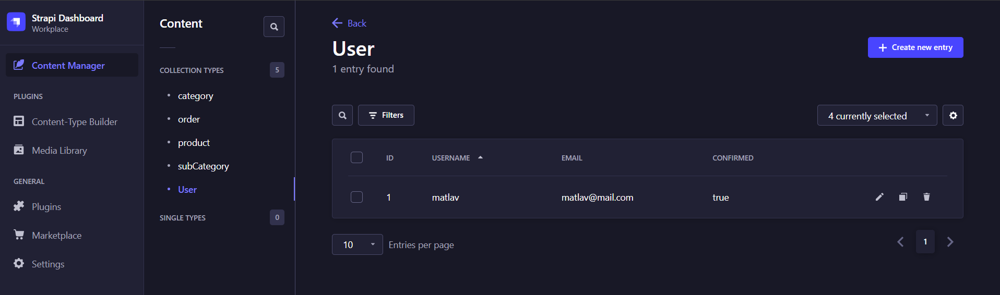 Strapi Dashboard
Workplace
Content Manager
PLUGINS
Content-Type Builder
Media Library
GENERAL
Plugins
Marketplace
Settings
Content
COLLECTION TYPES 5
category
order
product
subCategory
User
SINGLE TYPES 0
Back
User
1 entry found
Create new entry
Filters
4 currently selected
ID USERNAME EMAIL CONFIRMED
1 matlav matlav@mail.com true
10 Entries per page
1